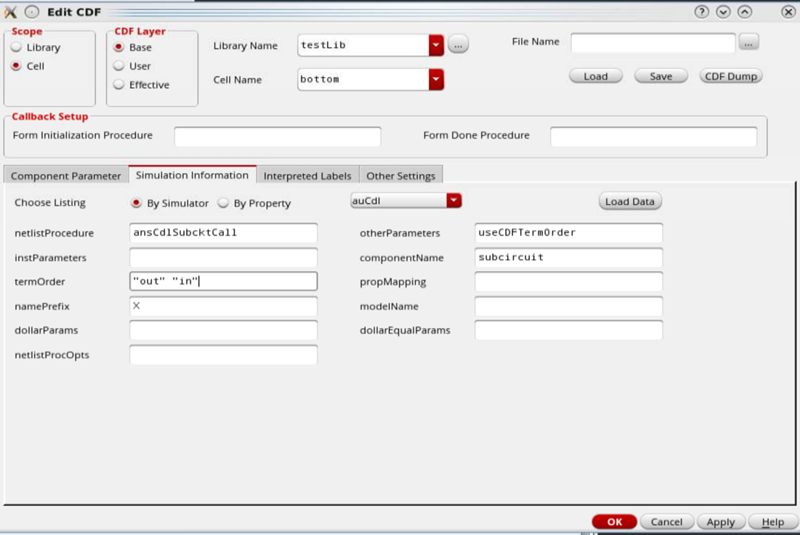 Edit CDF
Scope
Library
Cell
CDF Layer
Base
User
Effective
Library Name testLib ...
Cell Name bottom
File Name ...
Load Save CDF Dump
Callback Setup
Form Initialization Procedure Form Done Procedure
Component Parameter Simulation Information Interpreted Labels Other Settings
Choose Listing By Simulator By Property auCdl Load Data
netlistProcedure ansCdlSubcktCall otherParameters useCDFTermOrder
instParameters componentName subcircuit
termOrder "out" "in" propMapping
namePrefix X modelName
dollarParams dollarEqualParams
netlistProcOpts
OK Cancel Apply Help